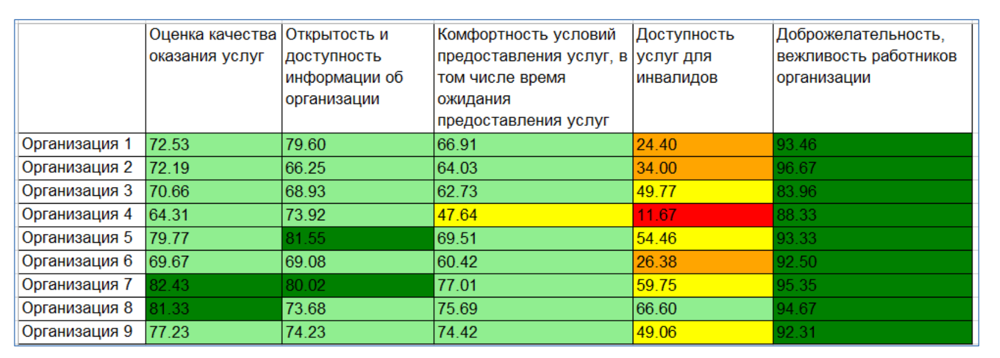 Оценка качества оказания услуг
Открытость и доступность информации об организации
Комфортность условий предоставления услуг, в том числе время ожидания предоставления услуг
Доступность услуг для инвалидов
Доброжелательность, вежливость работников организации
Организация 1 72.53 79.60 66.91 24.40 93.46
Организация 2 72.19 66.25 64.03 34.00 96.67
Организация 3 70.66 68.93 62.73 49.77 83.96
Организация 4 64.31 73.92 47.64 11.67 88.33
Организация 5 79.77 81.55 69.51 54.46 93.33
Организация 6 69.67 69.08 60.42 26.38 92.50
Организация 7 82.43 80.02 77.01 59.75 95.35
Организация 8 81.33 73.68 75.69 66.60 94.67
Организация 9 77.23 74.23 74.42 49.06 92.31